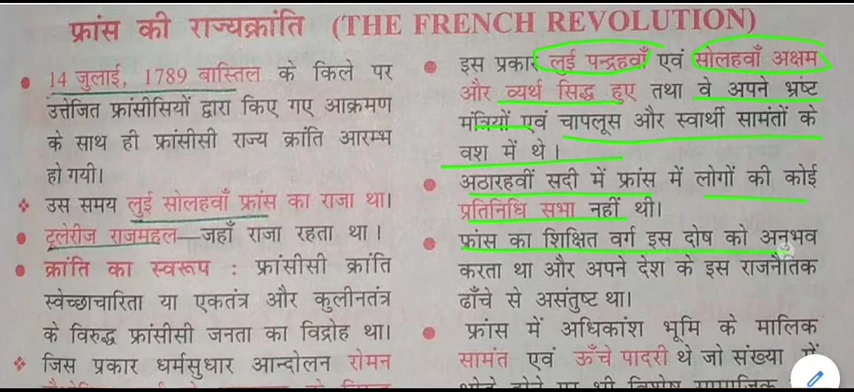 फ्रांस की राज्यक्रांति (THE FRENCH REVOLUTION)
14 जुलाई, 1789 बास्तिल के किले पर
उत्तेजित फ्रांसीसियों द्वारा किए गए आक्रमण
के साथ ही फ्रांसीसी राज्य क्रांति आरम्भ
हो गयी।
उस समय लुई सोलहवाँ फ्रांस का राजा था।
टूलेरीज राजमहल—जहाँ राजा रहता था।
क्रांति का स्वरूप : फ्रांसीसी क्रांति
स्वेच्छाचारिता या एकतंत्र और कुलीनतंत्र
के विरुद्ध फ्रांसीसी जनता का विद्रोह था।
जिस प्रकार धर्मसुधार आन्दोलन रोमन
इस प्रकार लुई पन्द्रहवाँ एवं सोलहवाँ अक्षम
और व्यर्थ सिद्ध हुए तथा वे अपने भ्रष्ट
मंत्रियों एवं चापलूस और स्वार्थी सामंतों के
वश में थे।
अठारहवीं सदी में फ्रांस में लोगों की कोई
प्रतिनिधि सभा नहीं थी।
फ्रांस का शिक्षित वर्ग इस दोष को अनुभव
करता था और अपने देश के इस राजनैतिक
ढाँचे से असंतुष्ट था।
फ्रांस में अधिकांश भूमि के मालिक
सामंत एवं ऊँचे पादरी थे जो संख्या में